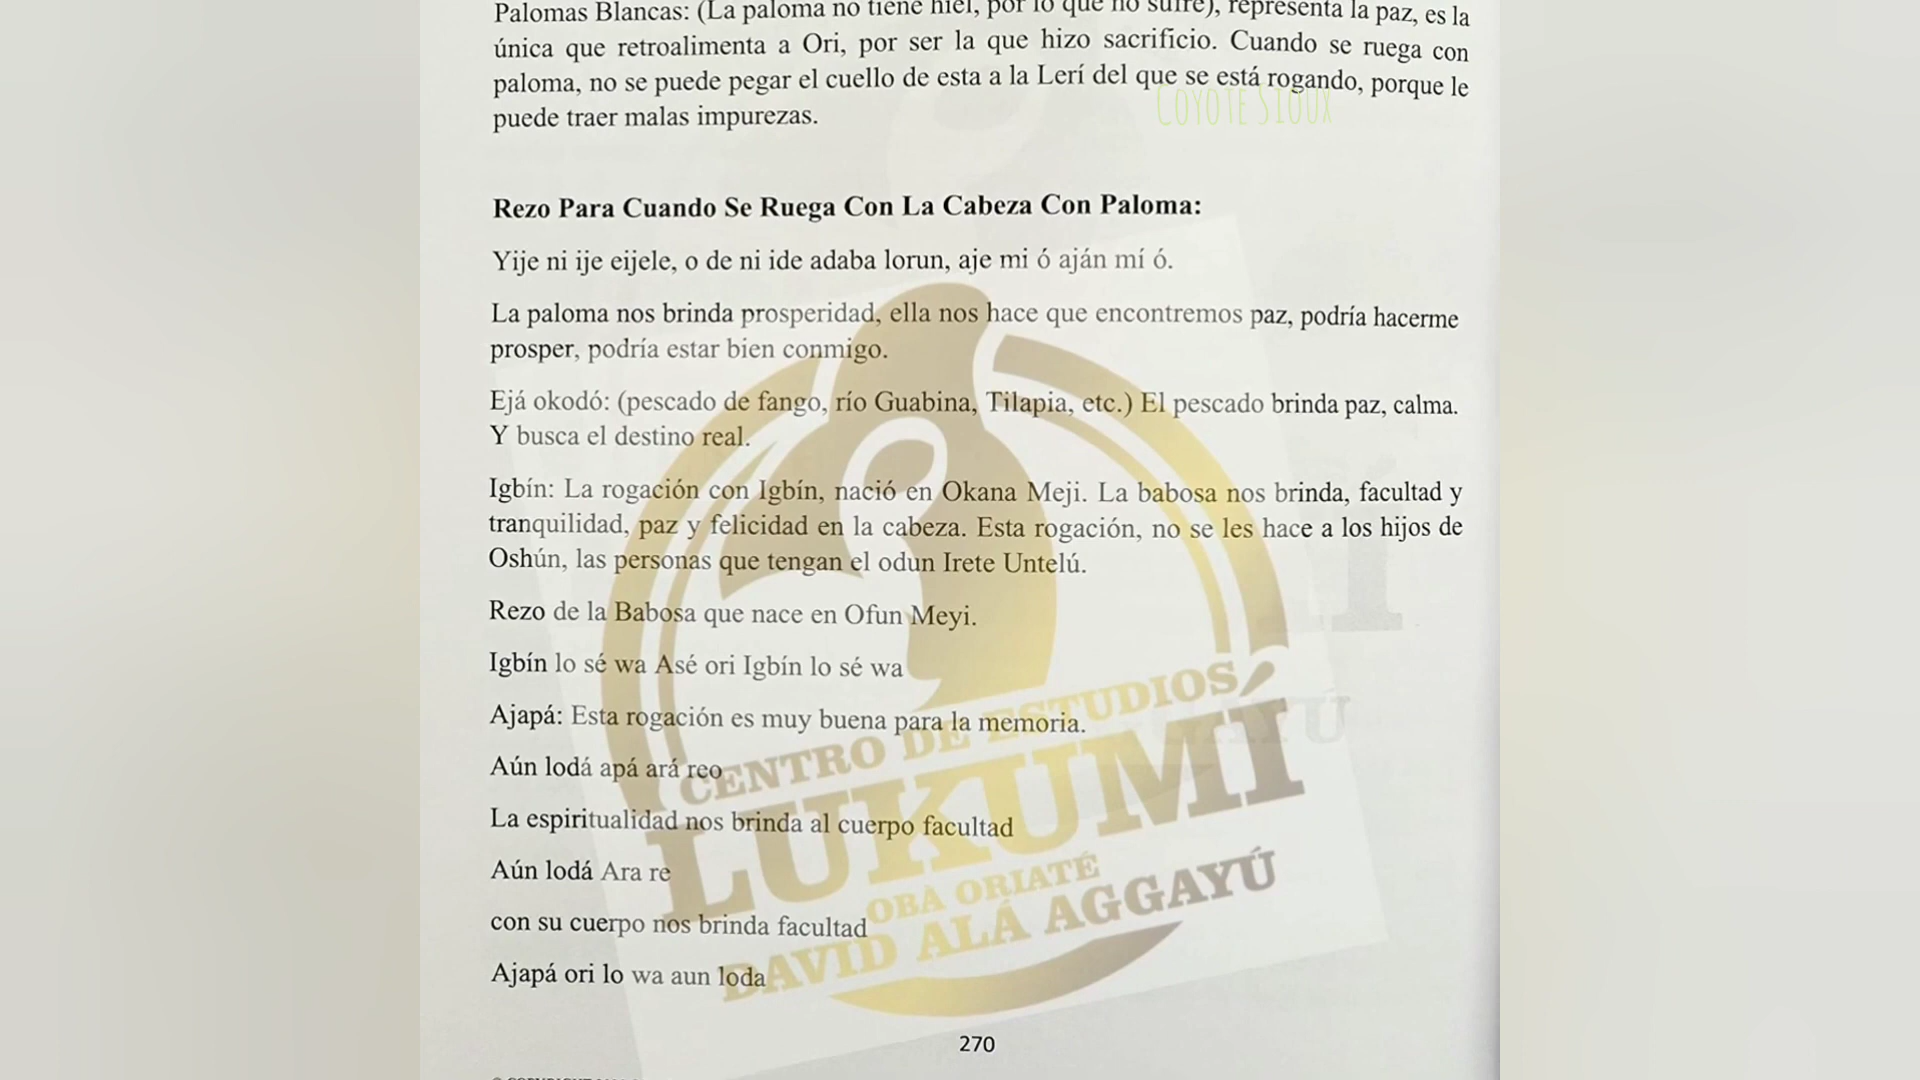 Palomas Blancas: (La paloma no tiene hiel, por lo que no sufre), representa la paz, es la
única que retroalimenta a Ori, por ser la que hizo sacrificio. Cuando se ruega con
paloma, no se puede pegar el cuello de esta a la Lerí del que se está rogando, porque le
puede traer malas impurezas.
Coyote Sioux
Rezo Para Cuando Se Ruega Con La Cabeza Con Paloma:
Yije ni ije eijele, o de ni ide adaba lorun, aje mi ó aján mí ó.
La paloma nos brinda prosperidad, ella nos hace que encontremos paz, podría hacerme
prosper, podría estar bien conmigo.
Ejá okodó: (pescado de fango, río Guabina, Tilapia, etc.) El pescado brinda paz, calma.
Y busca el destino real.
Igbín: La rogación con Igbín, nació en Okana Meji. La babosa nos brinda, facultad y
tranquilidad, paz y felicidad en la cabeza. Esta rogación, no se les hace a los hijos de
Oshún, las personas que tengan el odun Irete Untelú.
Rezo de la Babosa que nace en Ofun Meyi.
Igbín lo sé wa Asé ori Igbín lo sé wa
Ajapá: Esta rogación es muy buena para la memoria.
Aún lodá apá ará reo
La espiritualidad nos brinda al cuerpo facultad
Aún lodá Ara re
con su cuerpo nos brinda facultad
Ajapá ori lo wa aun loda
CENTRO DE ESTUDIOS
LUKUMÍ
OBÀ ORIATÉ
DAVID ALÁ AGGAYÚ
270